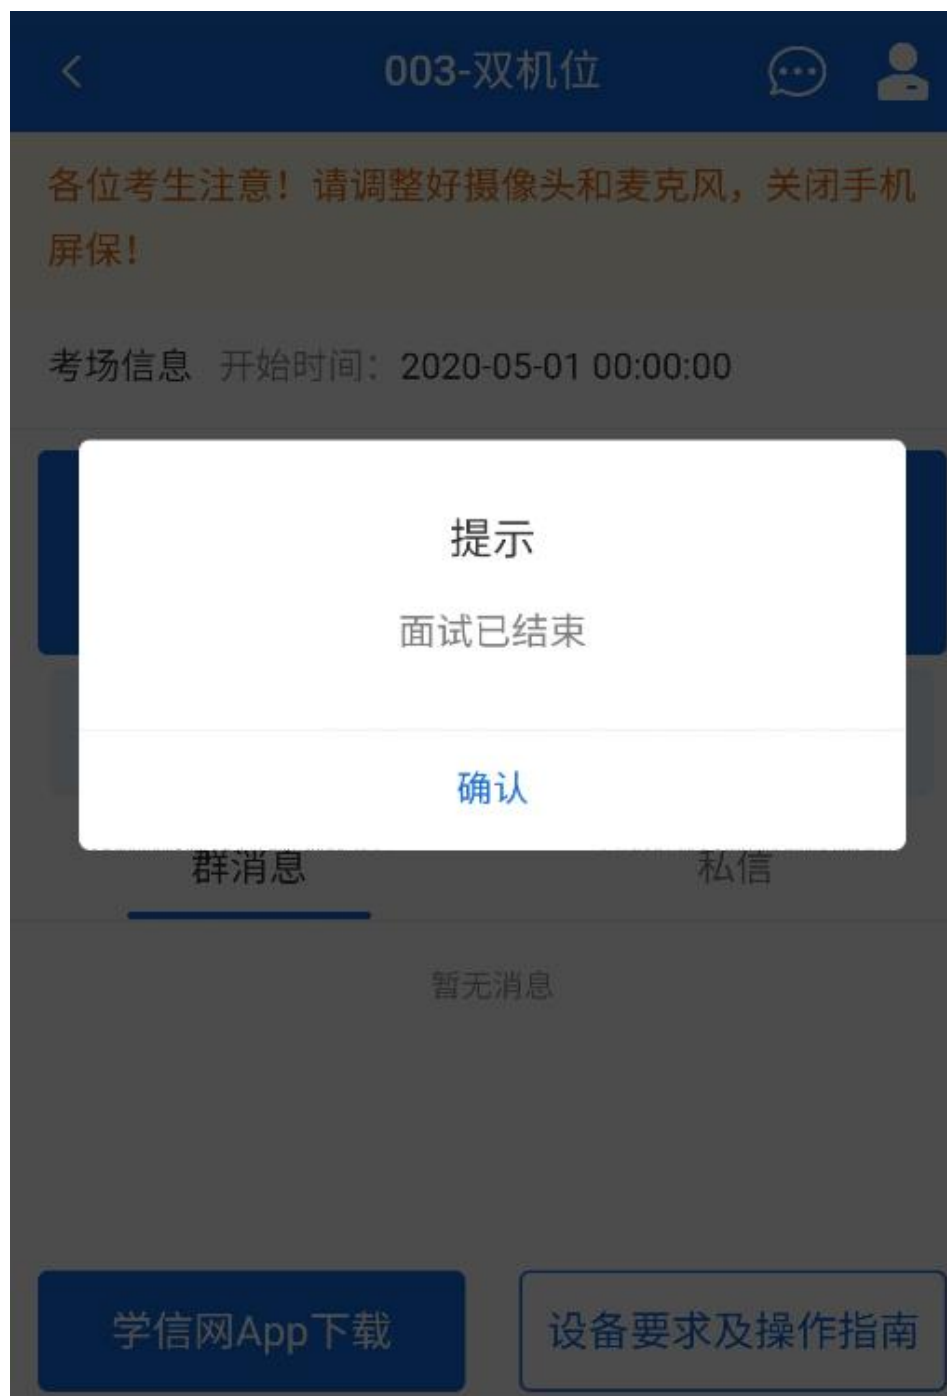 003-双机位
各位考生注意！请调整好摄像头和麦克风，关闭手机
屏保！
考场信息 开始时间：2020-05-01 00:00:00
提示
面试已结束
确认
群消息 私信
暂无消息
学信网App下载 设备要求及操作指南